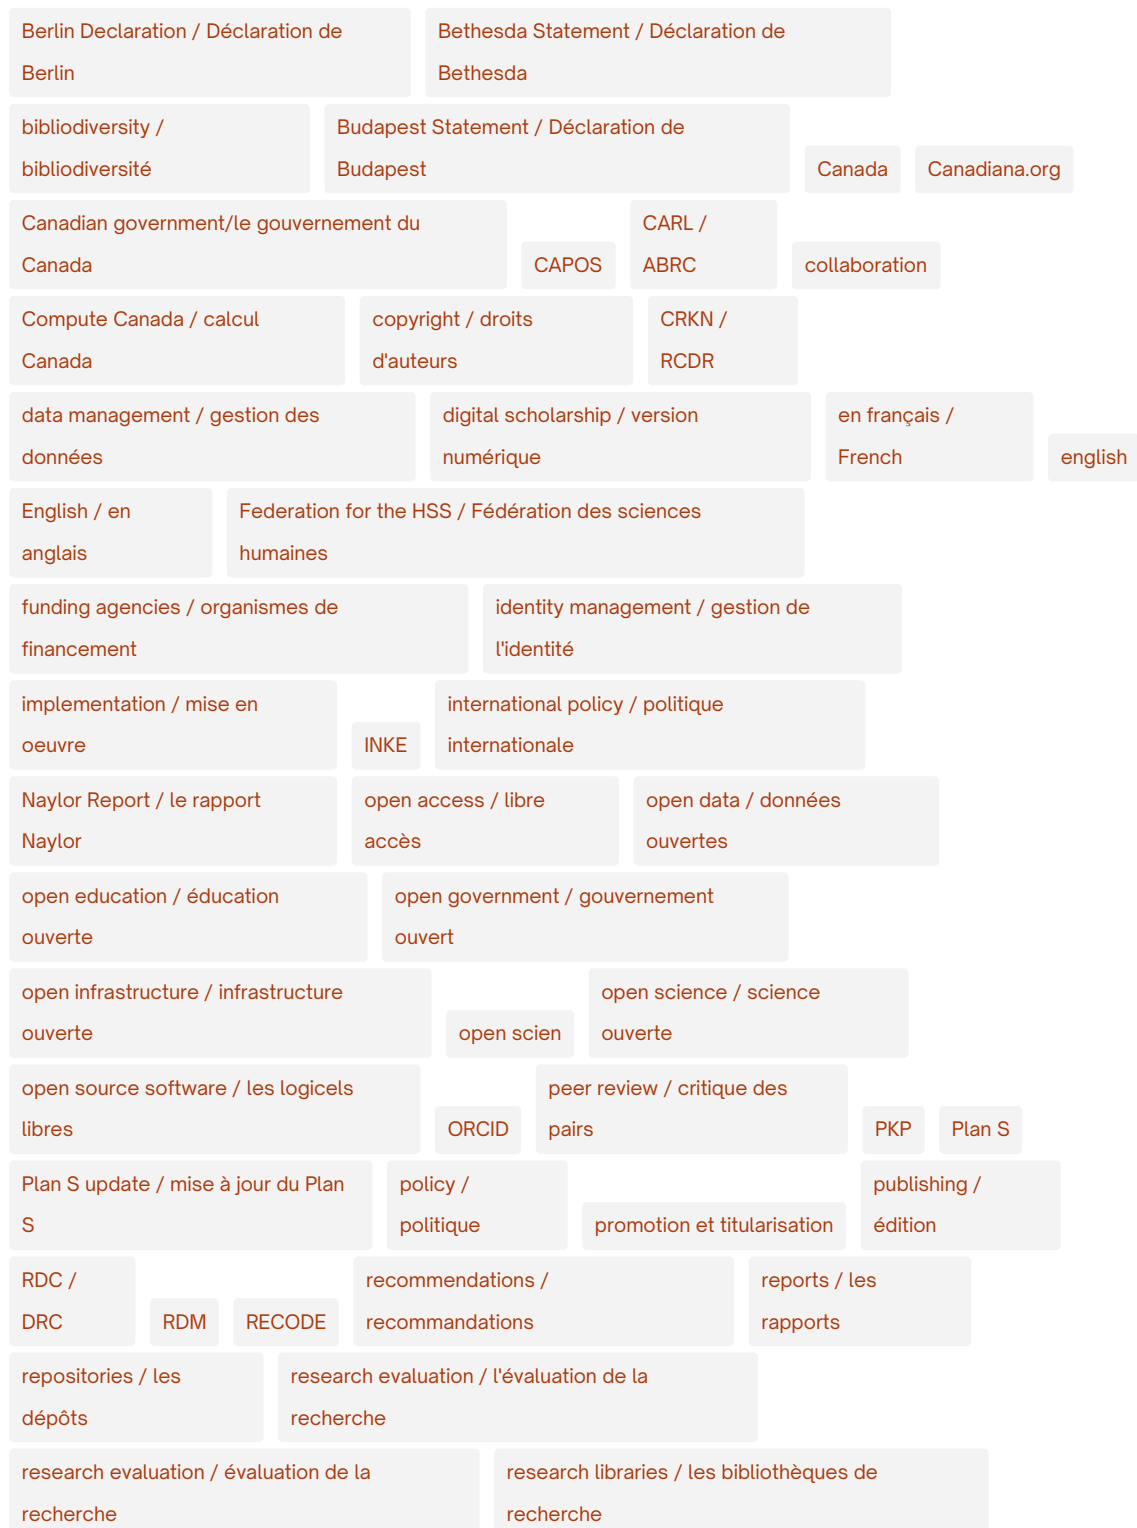 Berlin Declaration / Déclaration de
Berlin
Bethesda Statement / Déclaration de
Bethesda
bibliodiversity /
bibliodiversité
Budapest Statement / Déclaration de
Budapest
Canada
Canadiana.org
Canadian government/le gouvernement du
Canada
CAPOS
CARL /
ABRC
collaboration
Compute Canada / calcul
Canada
copyright / droits
d'auteurs
CRKN /
RCDR
data management / gestion des
données
digital scholarship / version
numérique
en français /
French
english
English / en
anglais
Federation for the HSS / Fédération des sciences
humaines
funding agencies / organismes de
financement
identity management / gestion de
l'identité
implementation / mise en
oeuvre
INKE
international policy / politique
internationale
Naylor Report / le rapport
Naylor
open access / libre
accès
open data / données
ouvertes
open education / éducation
ouverte
open government / gouvernement
ouvert
open infrastructure / infrastructure
ouverte
open scien
open science / science
ouverte
open source software / les logicels
libres
ORCID
peer review / critique des
pairs
PKP
Plan S
Plan S update / mise à jour du Plan
S
policy /
politique
promotion et titularisation
publishing /
édition
RDC /
DRC
RDM
RECODE
recommendations /
recommandations
reports / les
rapports
repositories / les
dépôts
research evaluation / l'évaluation de la
recherche
research evaluation / évaluation de la
recherche
research libraries / les bibliothèques de
recherche